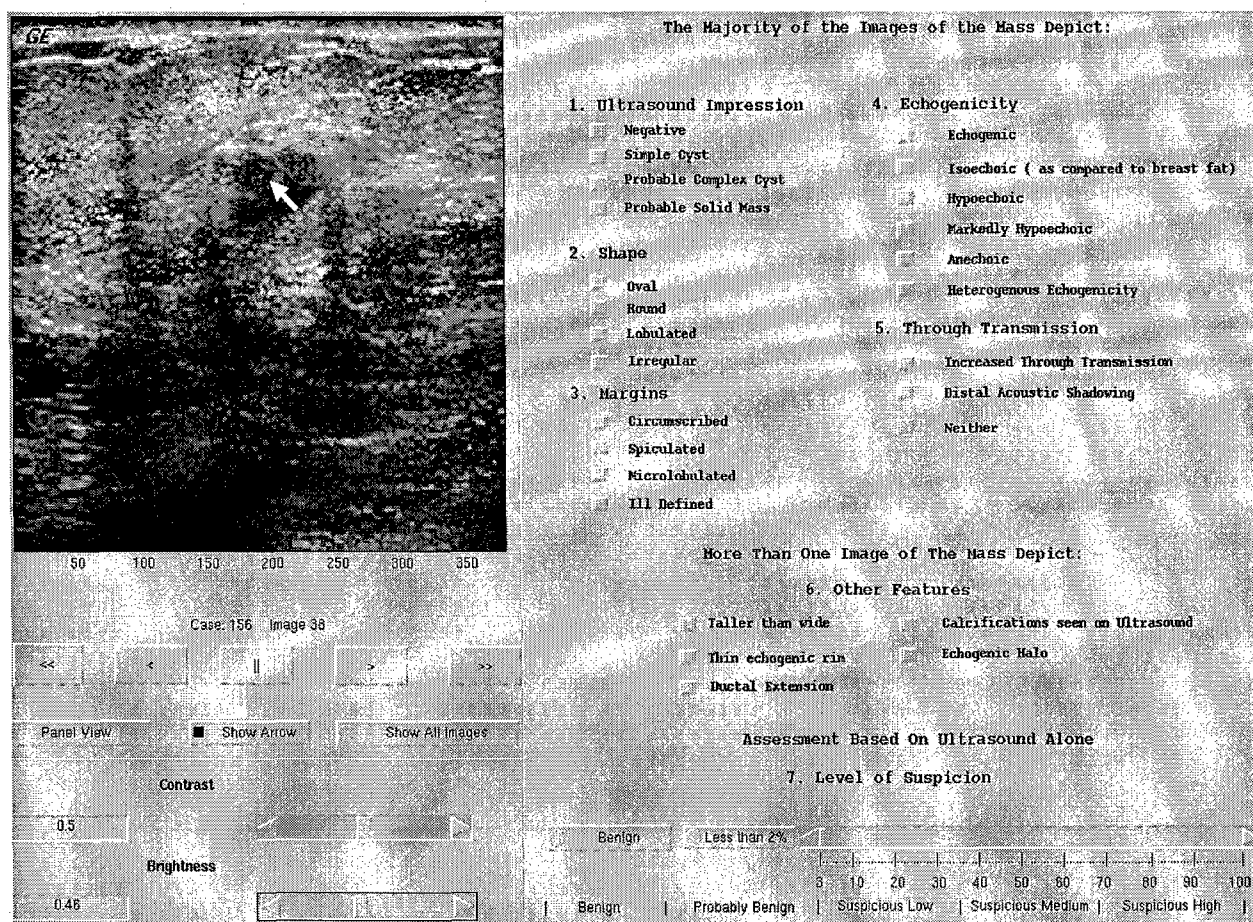 GE
50 100 150 200 250 300 350
Case: 156 Image 38
<< < || > >>
Panel View Show Arrow Show All Images
Contrast
0.5
Brightness
0.46
The Majority of the Images of the Mass Depict:
1. Ultrasound Impression
Negative
Simple Cyst
Probable Complex Cyst
Probable Solid Mass
2. Shape
Oval
Round
Lobulated
Irregular
3. Margins
Circumscribed
Spiculated
Microlobulated
Ill Defined
4. Echogenicity
Echogenic
Isoechoic ( as compared to breast fat)
Hypoechoic
Markedly Hypoechoic
Anechoic
Heterogenous Echogenicity
5. Through Transmission
Increased Through Transmission
Distal Acoustic Shadowing
Neither
More Than One Image of The Mass Depict:
6. Other Features
Taller than wide
Thin echogenic rim
Ductal Extension
Calcifications seen on Ultrasound
Echogenic Halo
Assessment Based On Ultrasound Alone
7. Level of Suspicion
Benign Less than 2%
3 10 20 30 40 50 60 70 80 90 100
| Benign | Probably Benign | Suspicious Low | Suspicious Medium | Suspicious High |